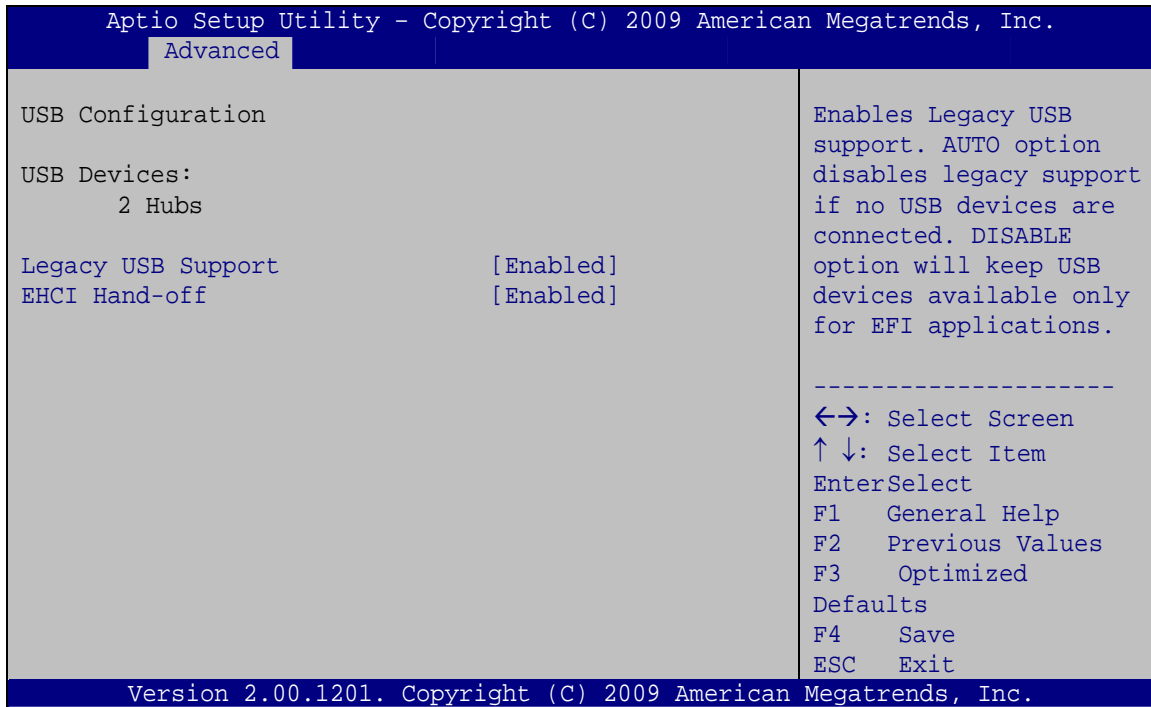 Aptio Setup Utility – Copyright (C) 2009 American Megatrends, Inc.
Advanced
USB Configuration
USB Devices:
2 Hubs
Legacy USB Support [Enabled]
EHCI Hand-off [Enabled]
Enables Legacy USB
support. AUTO option
disables legacy support
if no USB devices are
connected. DISABLE
option will keep USB
devices available only
for EFI applications.
---------------------
←→: Select Screen
↑ ↓: Select Item
EnterSelect
F1 General Help
F2 Previous Values
F3 Optimized
Defaults
F4 Save
ESC Exit
Version 2.00.1201. Copyright (C) 2009 American Megatrends, Inc.